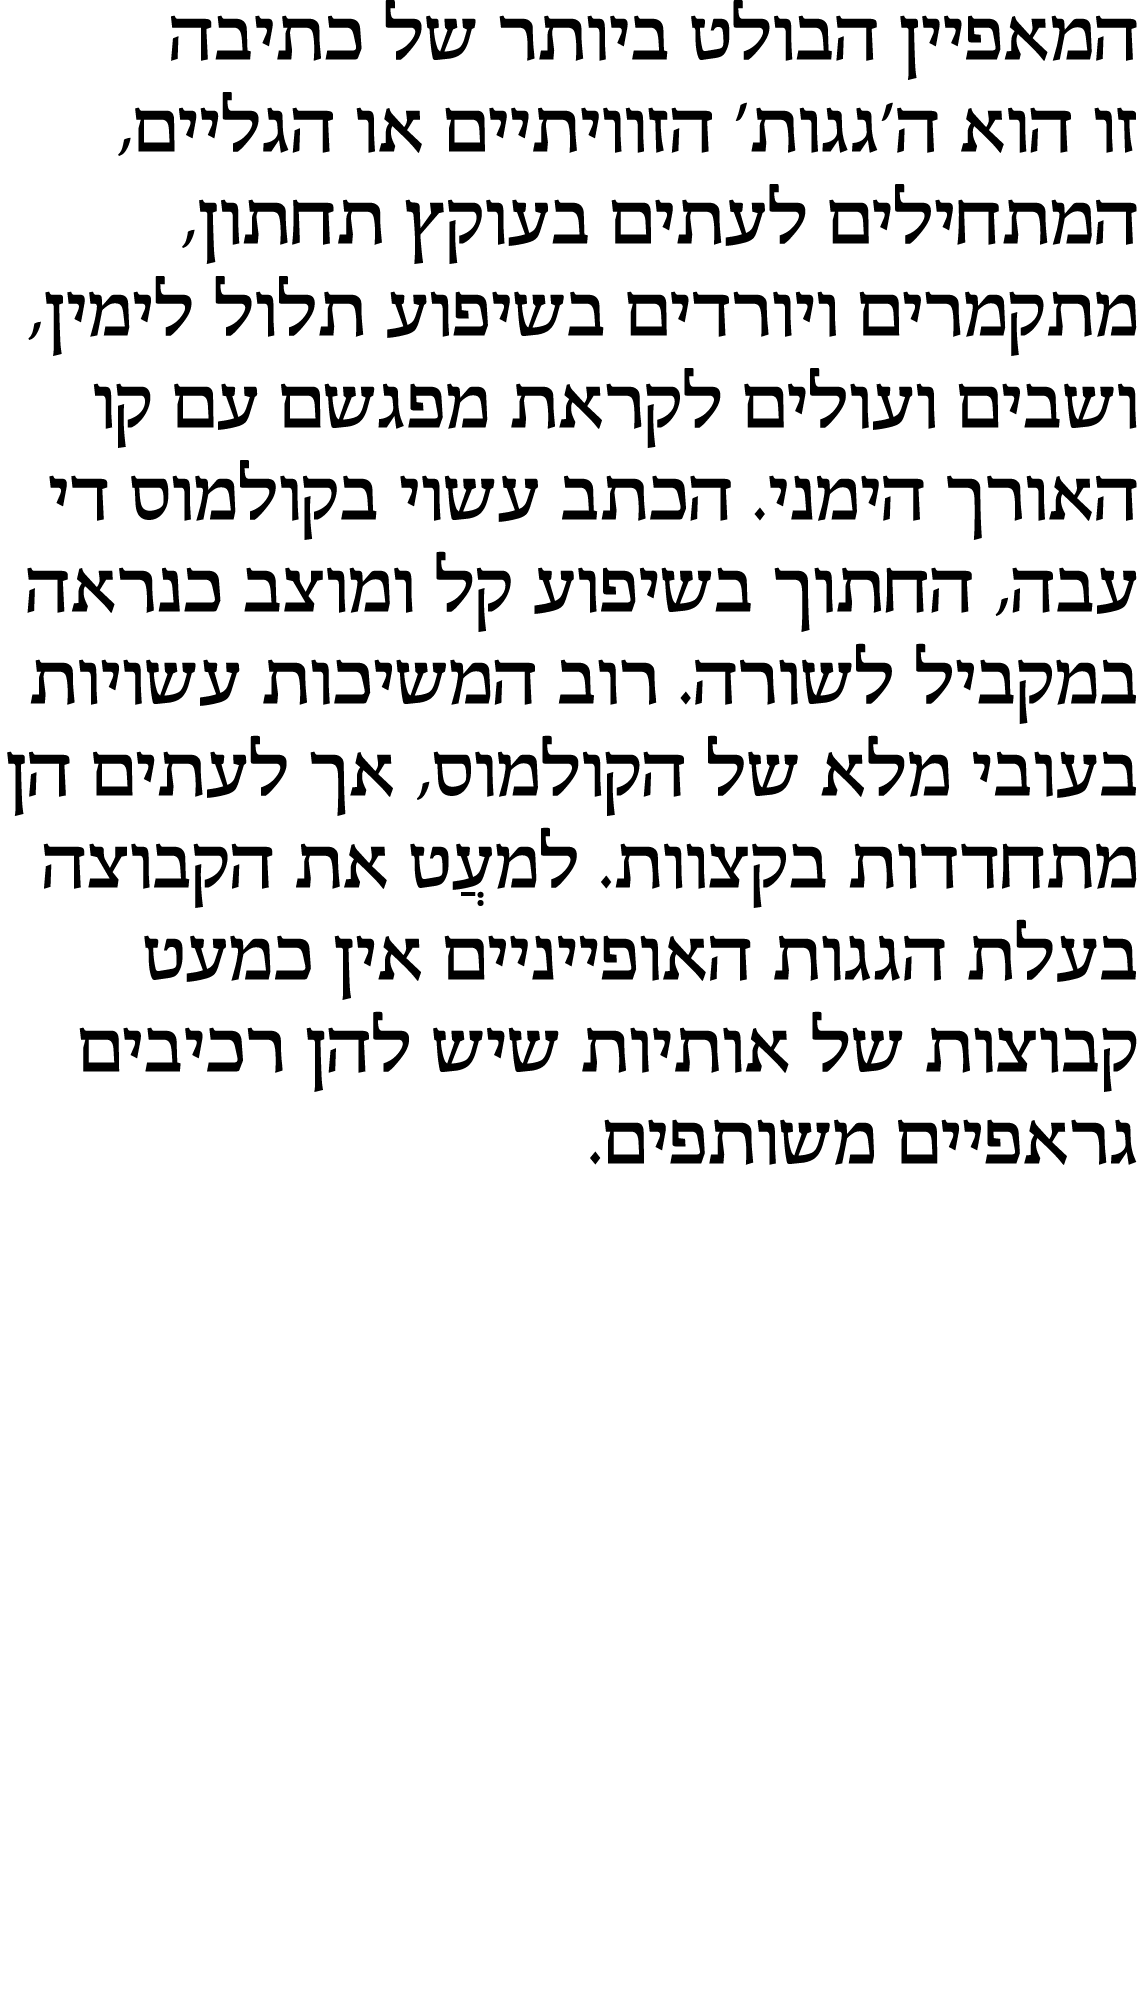 המאפיין הבולט ביותר של כתיבה
זו הוא ה׳גגות׳ הזוויתיים או הגליים,
המתחילים לעתים בעוקץ תחתון,
מתקמרים ויורדים בשיפוע תלול לימין,
ושבים ועולים לקראת מפגשם עם קו
האורך הימני. הכתב עשוי בקולמוס די
עבה, החתוך בשיפוע קל ומוצב כנראה
במקביל לשורה. רוב המשיכות עשויות
בעובי מלא של הקולמוס, אך לעתים הן
מתחדדות בקצוות. למעֲט את הקבוצה
בעלת הגגות האופייניים אין כמעט
קבוצות של אותיות שיש להן רכיבים
גראפיים משותפים.